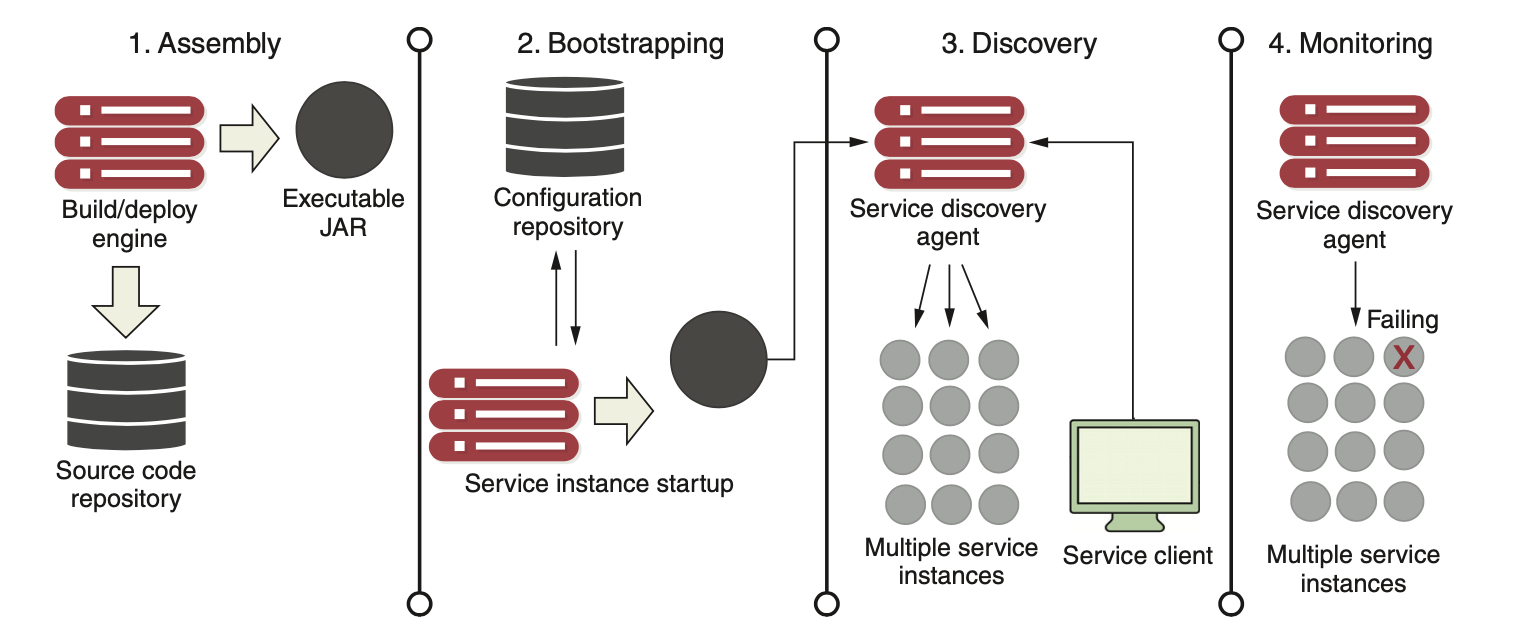 1. Assembly
Build/deploy
engine
Executable
JAR
Source code
repository
2. Bootstrapping
Configuration
repository
Service instance startup
3. Discovery
Service discovery
agent
Multiple service
instances
Service client
4. Monitoring
Service discovery
agent
Failing
X
Multiple service
instances